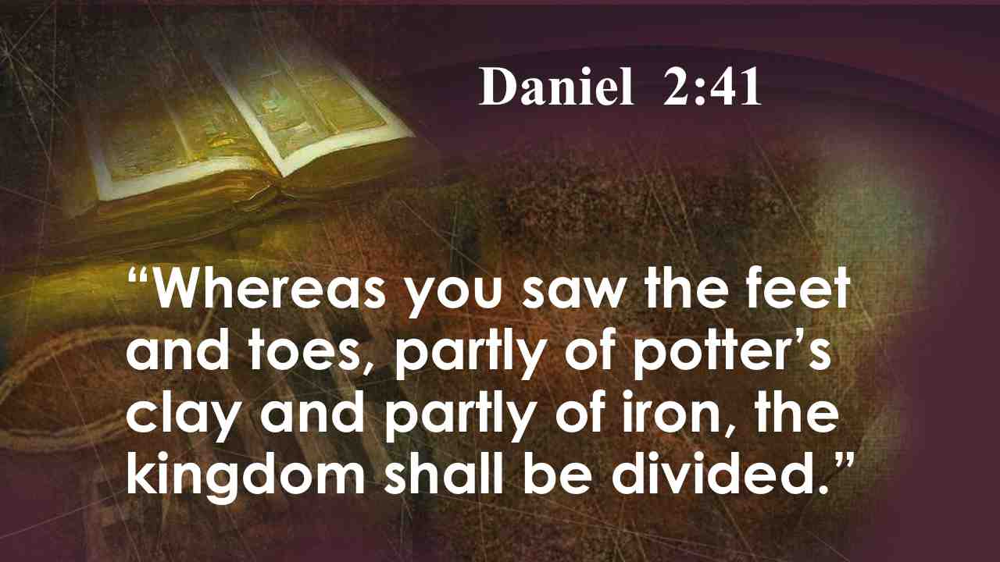 Daniel 2:41
“Whereas you saw the feet
and toes, partly of potter’s
clay and partly of iron, the
kingdom shall be divided.”